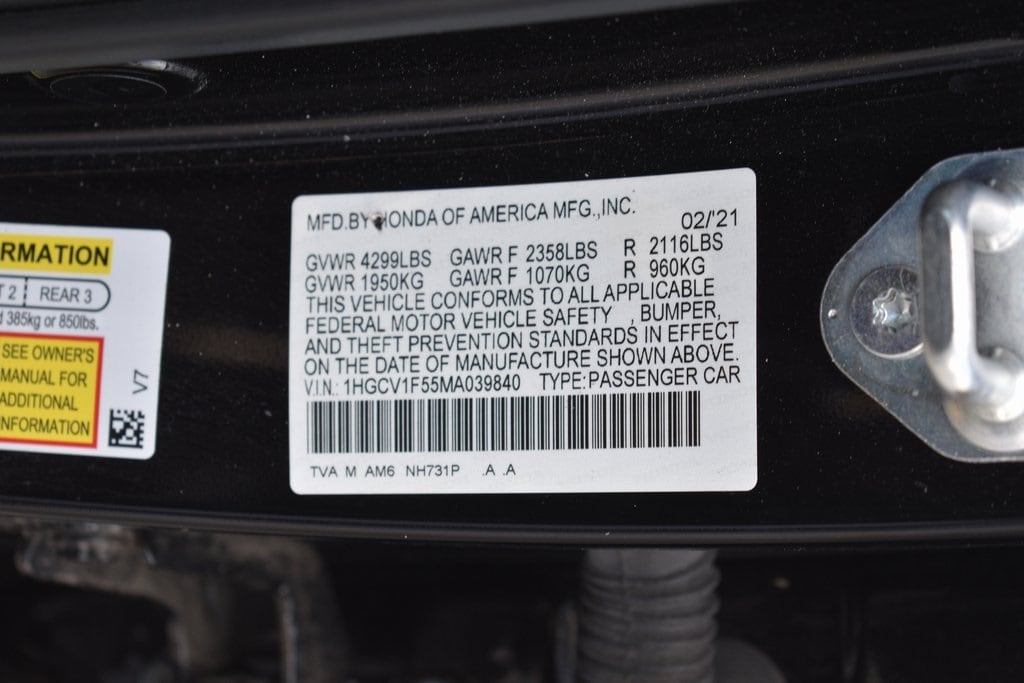 RMATION
T 2 REAR 3
d 385kg or 850lbs.
SEE OWNER'S
MANUAL FOR
ADDITIONAL
INFORMATION
V7
MFD.BY HONDA OF AMERICA MFG.,INC.
02/'21
GVWR 4299LBS GAWR F 2358LBS R 2116LBS
GVWR 1950KG GAWR F 1070KG R 960KG
THIS VEHICLE CONFORMS TO ALL APPLICABLE
FEDERAL MOTOR VEHICLE SAFETY , BUMPER,
AND THEFT PREVENTION STANDARDS IN EFFECT
ON THE DATE OF MANUFACTURE SHOWN ABOVE.
V.I.N.: 1HGCV1F55MA039840 TYPE:PASSENGER CAR
TVA M AM6 NH731P .A .A